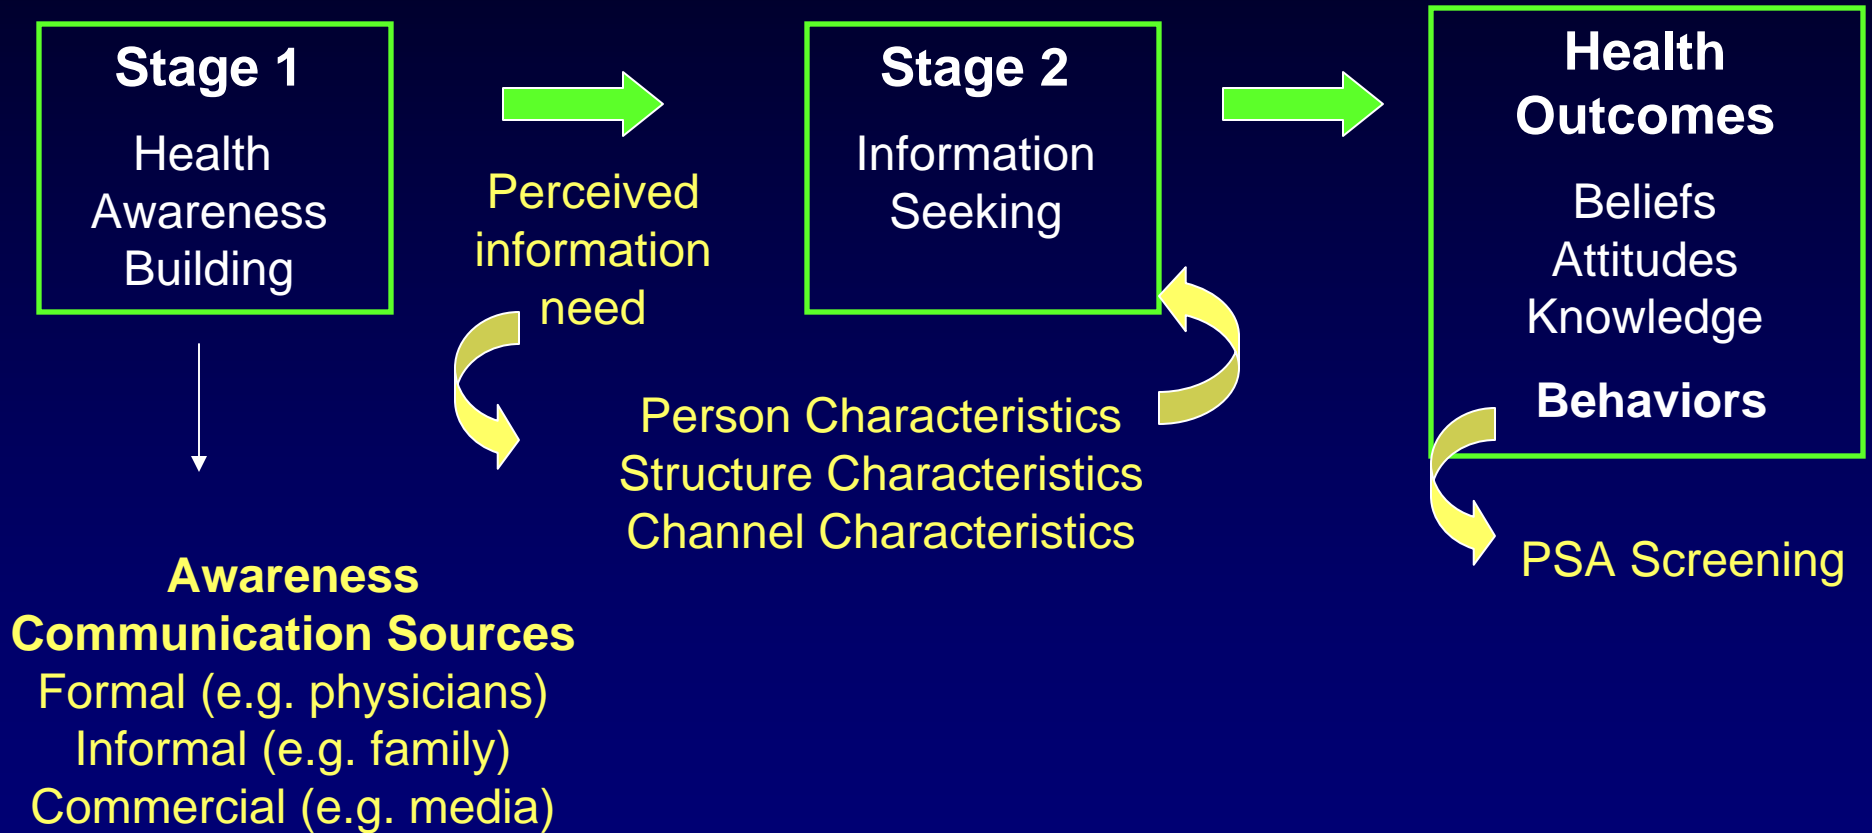 Stage 1
Health
Awareness
Building
Perceived
information
need
Stage 2
Information
Seeking
Health
Outcomes
Beliefs
Attitudes
Knowledge
Behaviors
Person Characteristics
Structure Characteristics
Channel Characteristics
PSA Screening
Awareness
Communication Sources
Formal (e.g. physicians)
Informal (e.g. family)
Commercial (e.g. media)